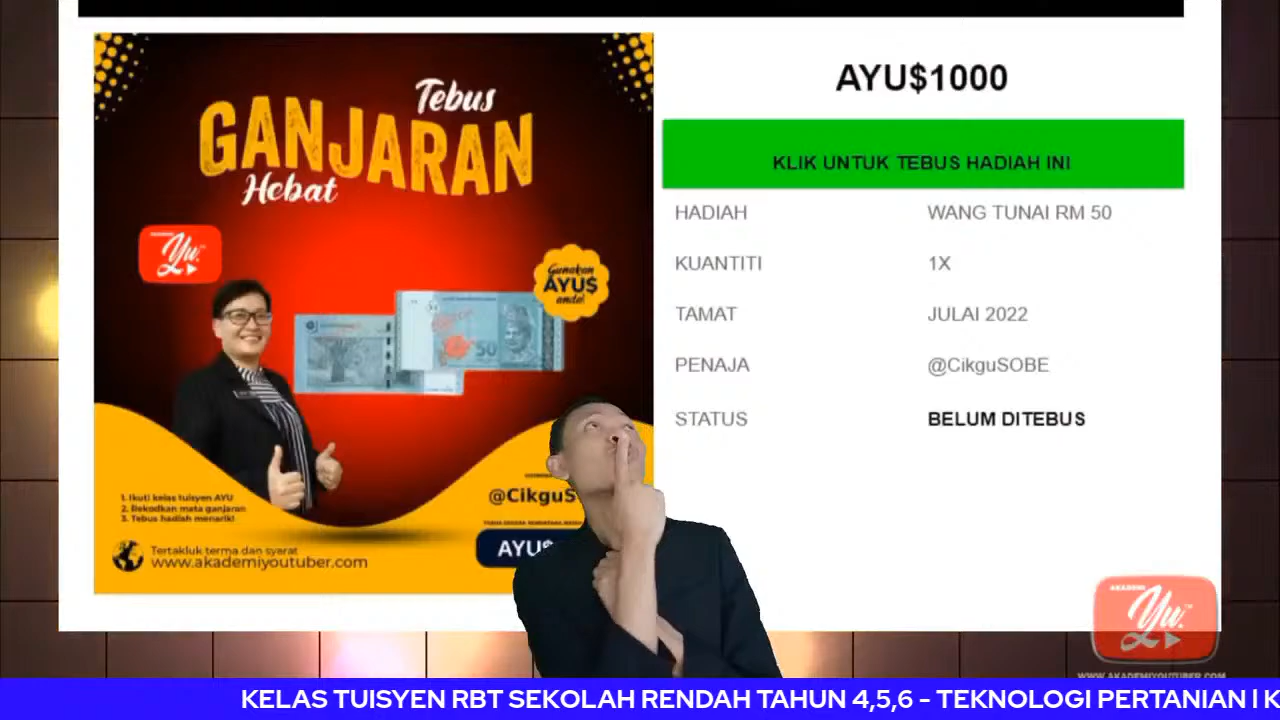 Tebus
GANJARAN
Hebat
Yu.
Gunakan
AYU$
anda!
50
1. Ikuti kelas tuisyen AYU
2. Rekodkan mata ganjaran
3. Tebus hadiah menarik!
@CikguS
AYU$
Tertakluk terma dan syarat
www.akademiyoutuber.com
AYU$1000
KLIK UNTUK TEBUS HADIAH INI
HADIAH WANG TUNAI RM 50
KUANTITI 1X
TAMAT JULAI 2022
PENAJA @CikguSOBE
STATUS BELUM DITEBUS
AKADEMI
Yu.
WWW.AKADEMIYOUTUBER.COM
KELAS TUISYEN RBT SEKOLAH RENDAH TAHUN 4,5,6 - TEKNOLOGI PERTANIAN | K